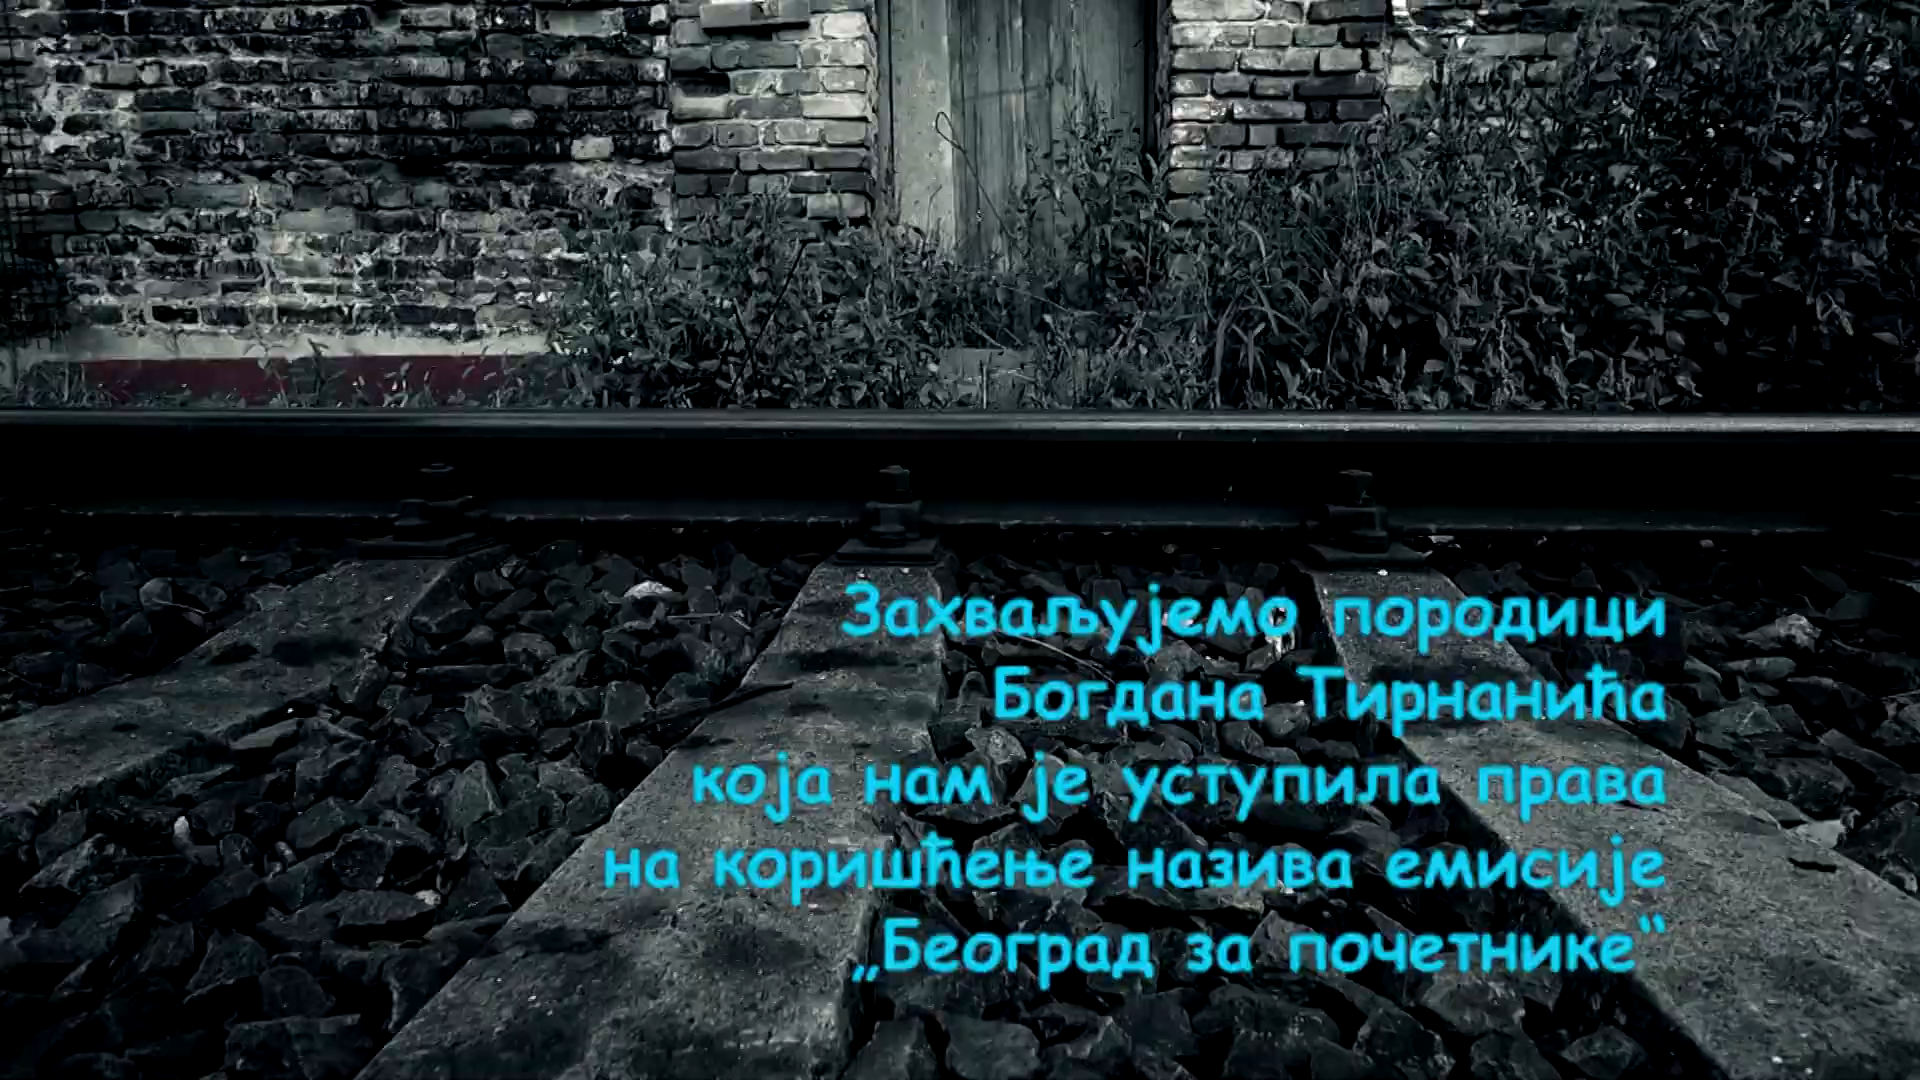 Захваљујемо породици
Богдана Тирнанића
која нам је уступила права
на коришћење назива емисије
„Београд за почетнике“